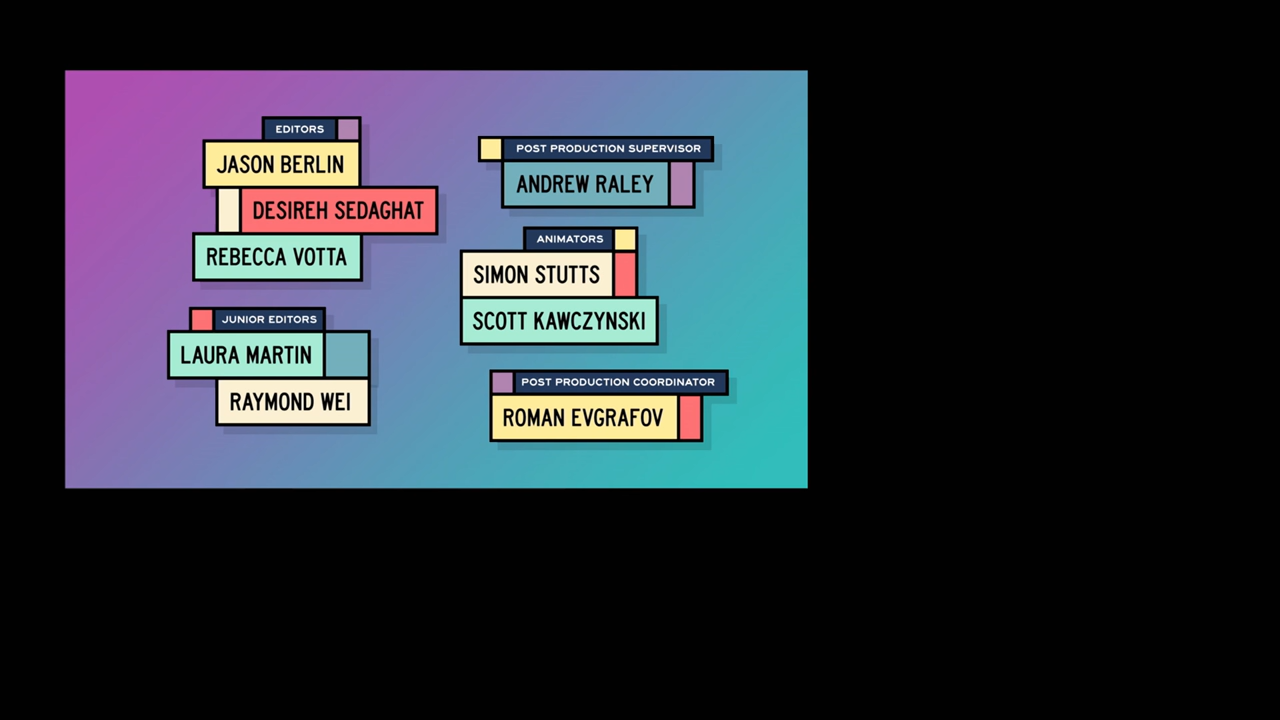 EDITORS
JASON BERLIN
DESIREH SEDAGHAT
REBECCA VOTTA
JUNIOR EDITORS
LAURA MARTIN
RAYMOND WEI
POST PRODUCTION SUPERVISOR
ANDREW RALEY
ANIMATORS
SIMON STUTTS
SCOTT KAWCZYNSKI
POST PRODUCTION COORDINATOR
ROMAN EVGRAFOV